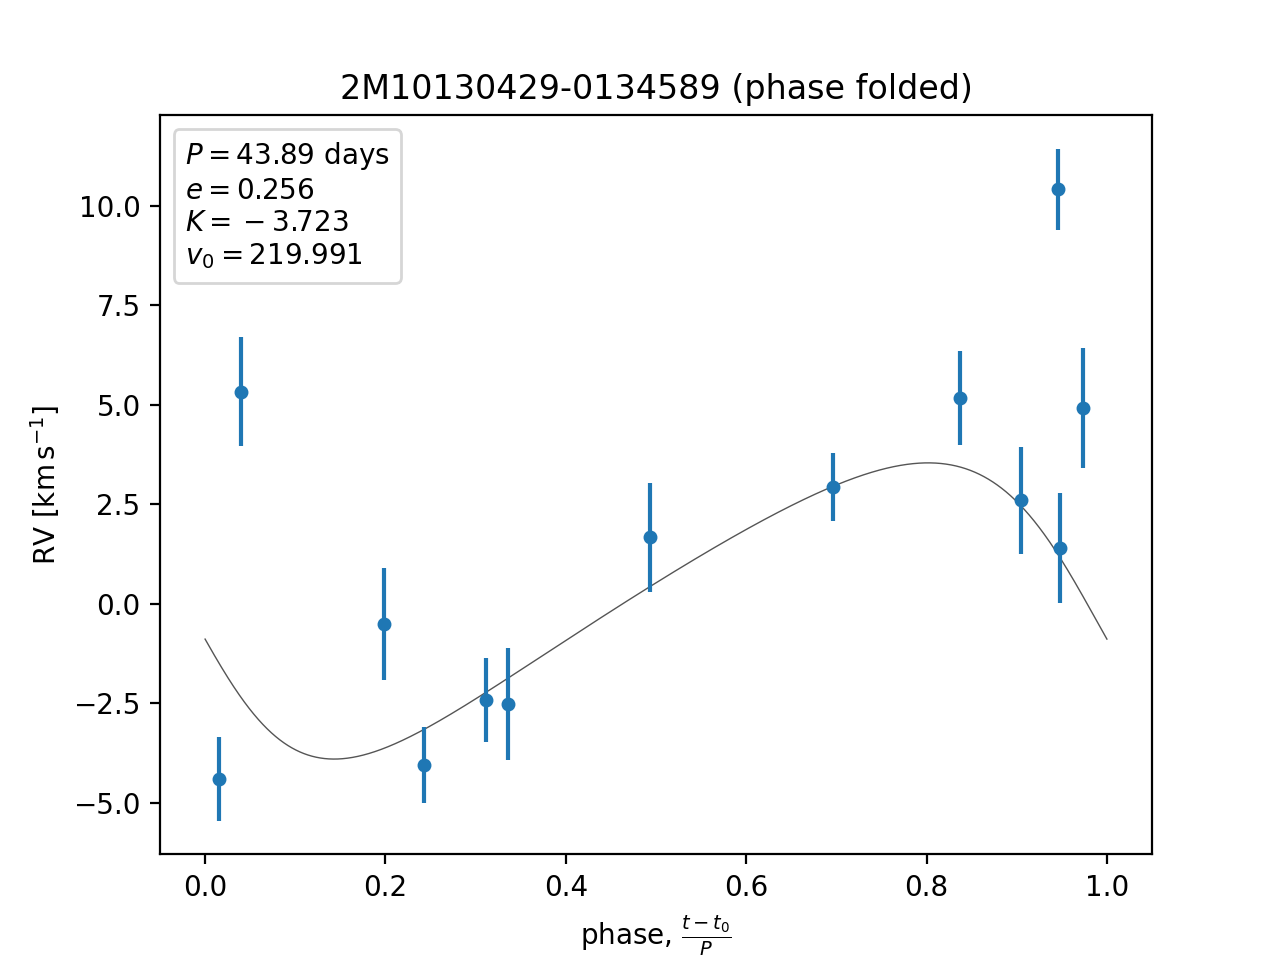 2M10130429-0134589 (phase folded)
P = 43.89 days
e = 0.256
K = −3.723
v₀ = 219.991
10.0
7.5
5.0
2.5
0.0
−2.5
−5.0
RV [km s⁻¹]
0.0 0.2 0.4 0.6 0.8 1.0
phase, (t − t₀)/P